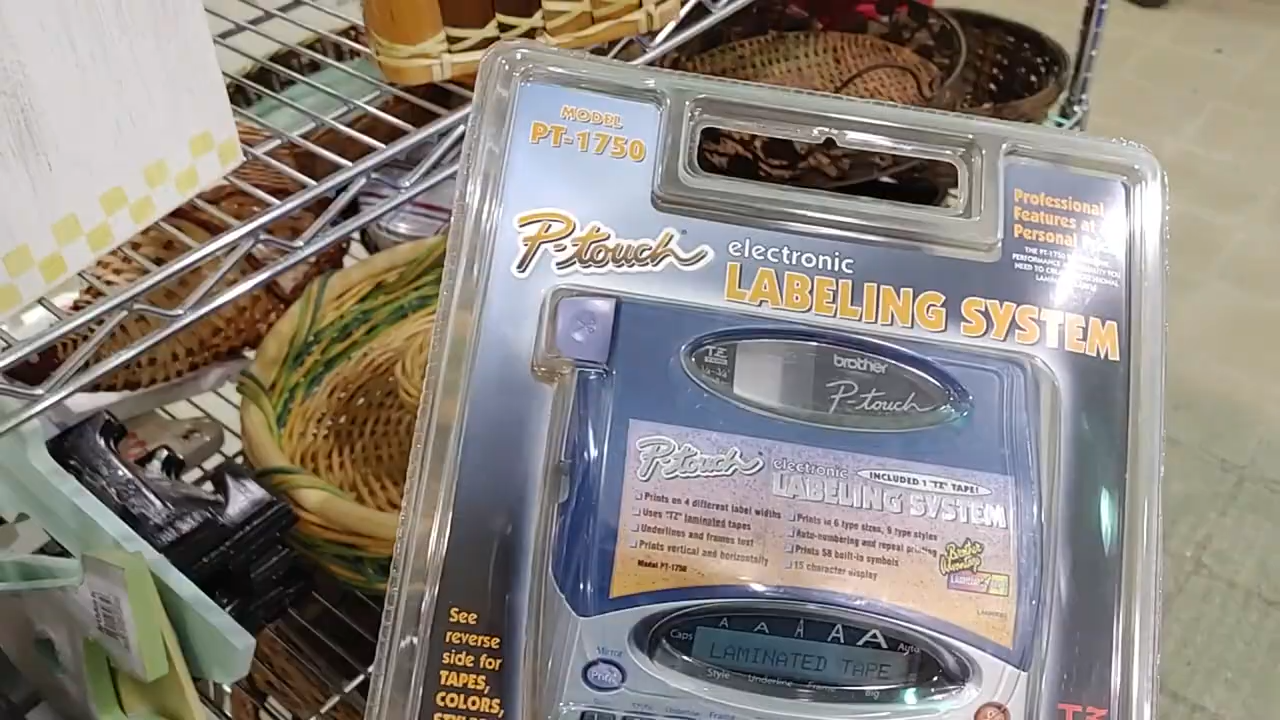 MODEL
PT-1750
Professional
Features at
Personal
P-touch
electronic
LABELING SYSTEM
TZ
brother
P-touch
P-touch electronic INCLUDED 1 "TZ" TAPE!
LABELING SYSTEM
Prints on 4 different label widths
Uses "TZ" laminated tapes
Underlines and frames text
Prints vertical and horizontally
Model PT-1750
Prints in 6 type sizes, 9 type styles
Auto-numbering and repeat printing
Prints 58 built-in symbols
15 character display
Brother
Advantage
See
reverse
side for
TAPES,
COLORS,
A A A A A
Caps Auto
LAMINATED TAPE
Style Underline Frame Big
Mirror
Print